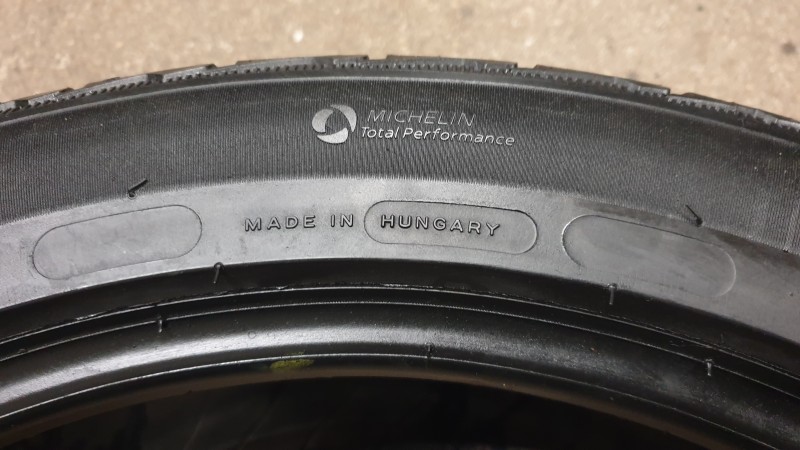 MICHELIN
Total Performance
MADE IN HUNGARY